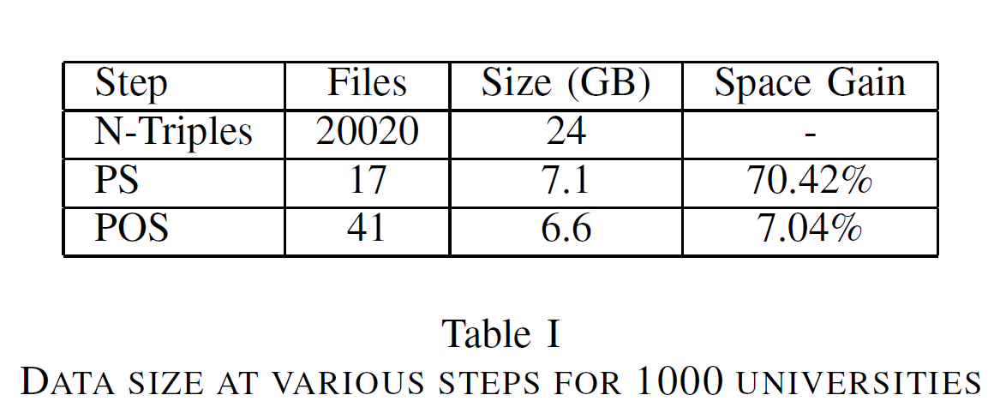 Step Files Size (GB) Space Gain
N-Triples 20020 24 -
PS 17 7.1 70.42%
POS 41 6.6 7.04%
Table I
DATA SIZE AT VARIOUS STEPS FOR 1000 UNIVERSITIES